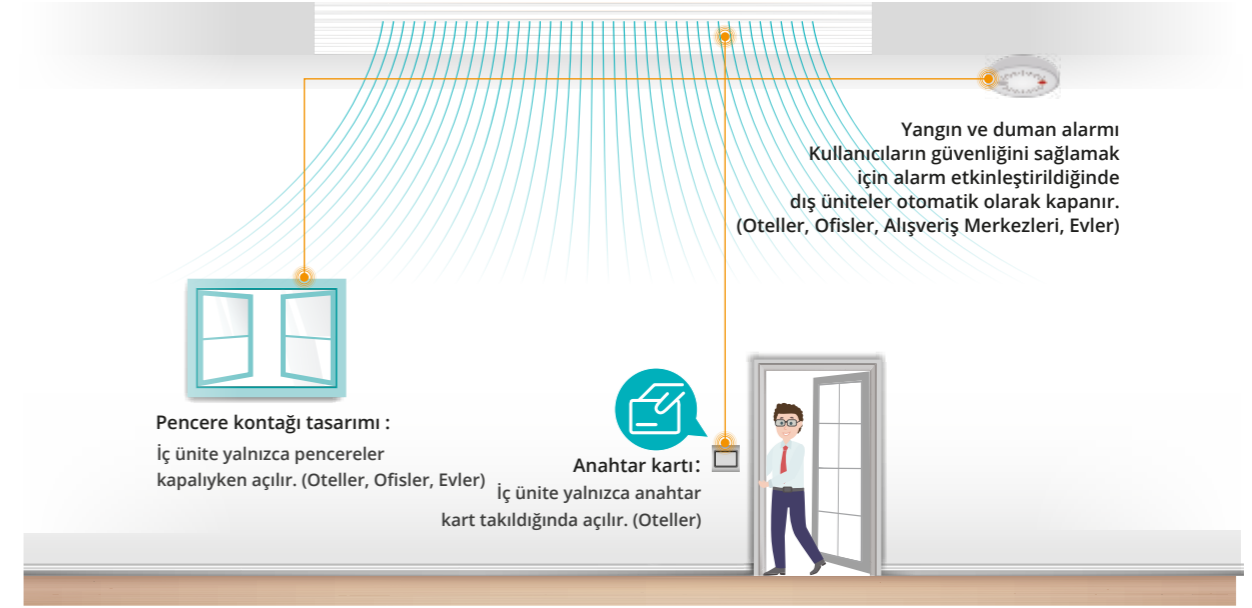 Yangın ve duman alarmı
Kullanıcıların güvenliğini sağlamak
için alarm etkinleştirildiğinde
dış üniteler otomatik olarak kapanır.
(Oteller, Ofisler, Alışveriş Merkezleri, Evler)
Pencere kontağı tasarımı :
İç ünite yalnızca pencereler
kapalıyken açılır. (Oteller, Ofisler, Evler)
Anahtar kartı:
İç ünite yalnızca anahtar
kart takıldığında açılır. (Oteller)